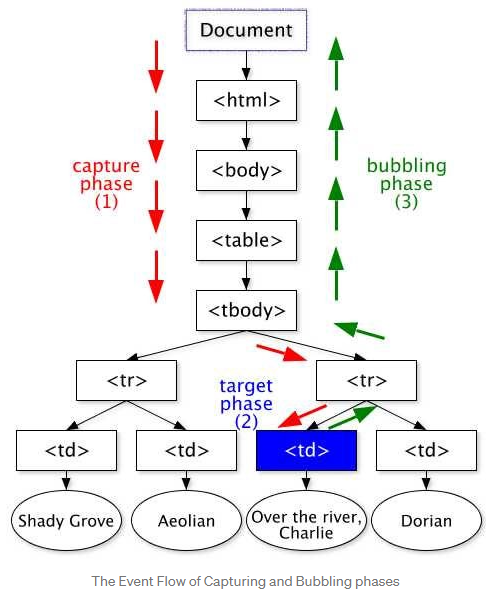 Document
<html>
<body>
capture
phase
(1)
bubbling
phase
(3)
<table>
<tbody>
<tr>
target
phase
(2)
<tr>
<td>
<td>
<td>
<td>
Shady Grove
Aeolian
Over the river,
Charlie
Dorian
The Event Flow of Capturing and Bubbling phases